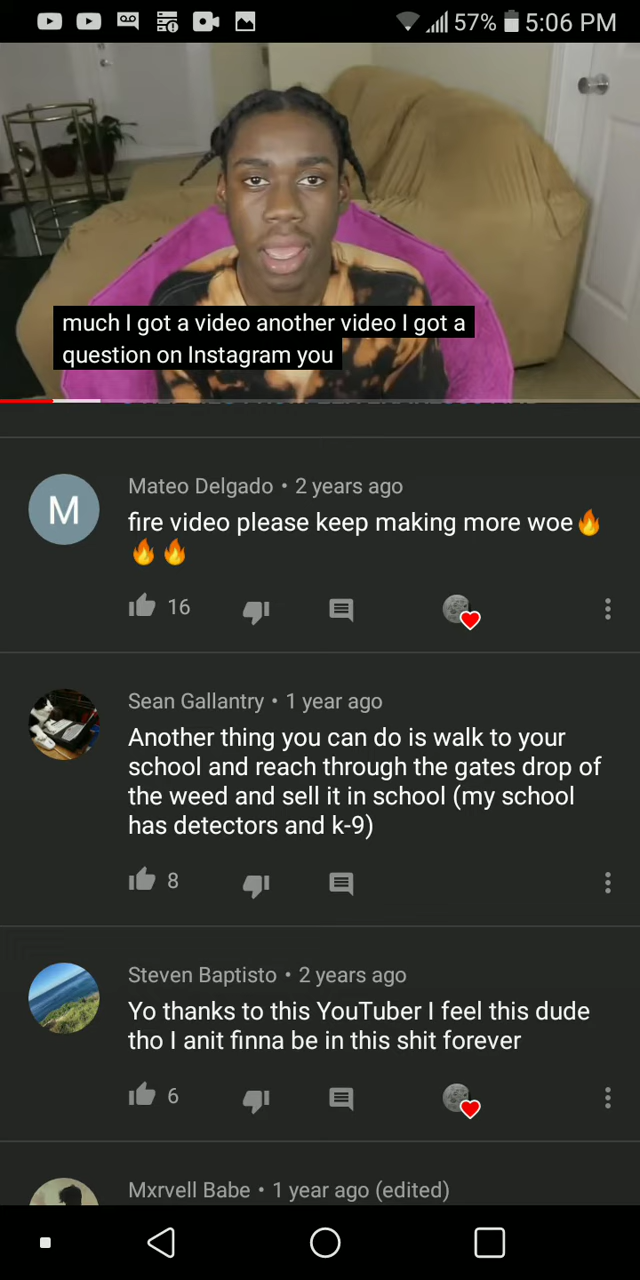 57% 5:06 PM
much I got a video another video I got a
question on Instagram you
Mateo Delgado • 2 years ago
fire video please keep making more woe🔥
🔥🔥
16
M
Sean Gallantry • 1 year ago
Another thing you can do is walk to your
school and reach through the gates drop of
the weed and sell it in school (my school
has detectors and k-9)
8
Steven Baptisto • 2 years ago
Yo thanks to this YouTuber I feel this dude
tho I anit finna be in this shit forever
6
Mxrvell Babe • 1 year ago (edited)